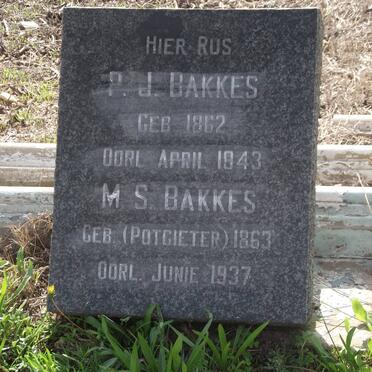 HIER RUS
P. J. BAKKES
GEB 1862
OORL APRIL 1943
M. S. BAKKES
GEB. (POTGIETER) 1863
OORL. JUNIE 1937